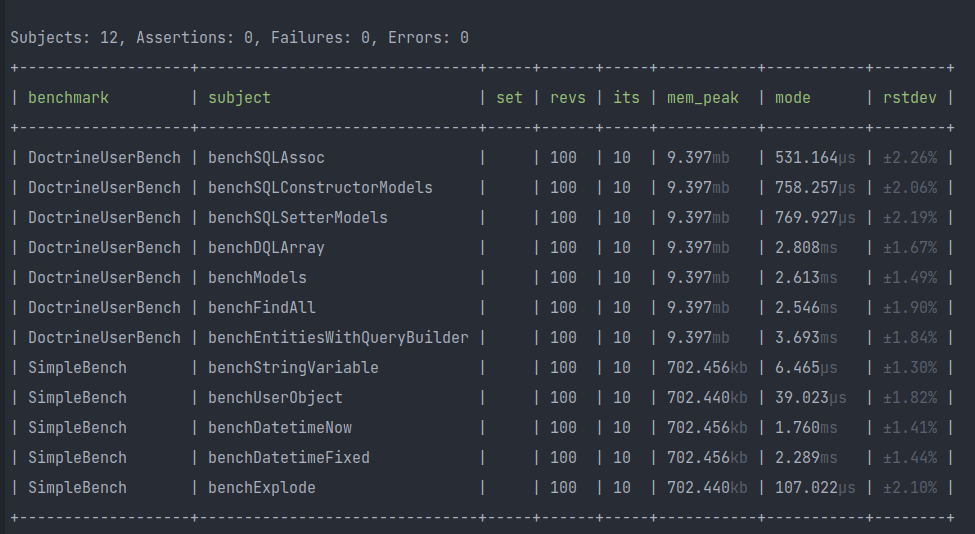 Subjects: 12, Assertions: 0, Failures: 0, Errors: 0
+-------------------+-------------------------------+-----+------+-----+-----------+-----------+--------+
| benchmark         | subject                       | set | revs | its | mem_peak  | mode      | rstdev |
+-------------------+-------------------------------+-----+------+-----+-----------+-----------+--------+
| DoctrineUserBench | benchSQLAssoc                 |     | 100  | 10  | 9.397mb   | 531.164μs | ±2.26% |
| DoctrineUserBench | benchSQLConstructorModels     |     | 100  | 10  | 9.397mb   | 758.257μs | ±2.06% |
| DoctrineUserBench | benchSQLSetterModels          |     | 100  | 10  | 9.397mb   | 769.927μs | ±2.19% |
| DoctrineUserBench | benchDQLArray                 |     | 100  | 10  | 9.397mb   | 2.808ms   | ±1.67% |
| DoctrineUserBench | benchModels                   |     | 100  | 10  | 9.397mb   | 2.613ms   | ±1.49% |
| DoctrineUserBench | benchFindAll                  |     | 100  | 10  | 9.397mb   | 2.546ms   | ±1.90% |
| DoctrineUserBench | benchEntitiesWithQueryBuilder |     | 100  | 10  | 9.397mb   | 3.693ms   | ±1.84% |
| SimpleBench       | benchStringVariable           |     | 100  | 10  | 702.456kb | 6.465μs   | ±1.30% |
| SimpleBench       | benchUserObject               |     | 100  | 10  | 702.440kb | 39.023μs  | ±1.82% |
| SimpleBench       | benchDatetimeNow              |     | 100  | 10  | 702.456kb | 1.760ms   | ±1.41% |
| SimpleBench       | benchDatetimeFixed            |     | 100  | 10  | 702.456kb | 2.289ms   | ±1.44% |
| SimpleBench       | benchExplode                  |     | 100  | 10  | 702.440kb | 107.022μs | ±2.10% |
+-------------------+-------------------------------+-----+------+-----+-----------+-----------+--------+